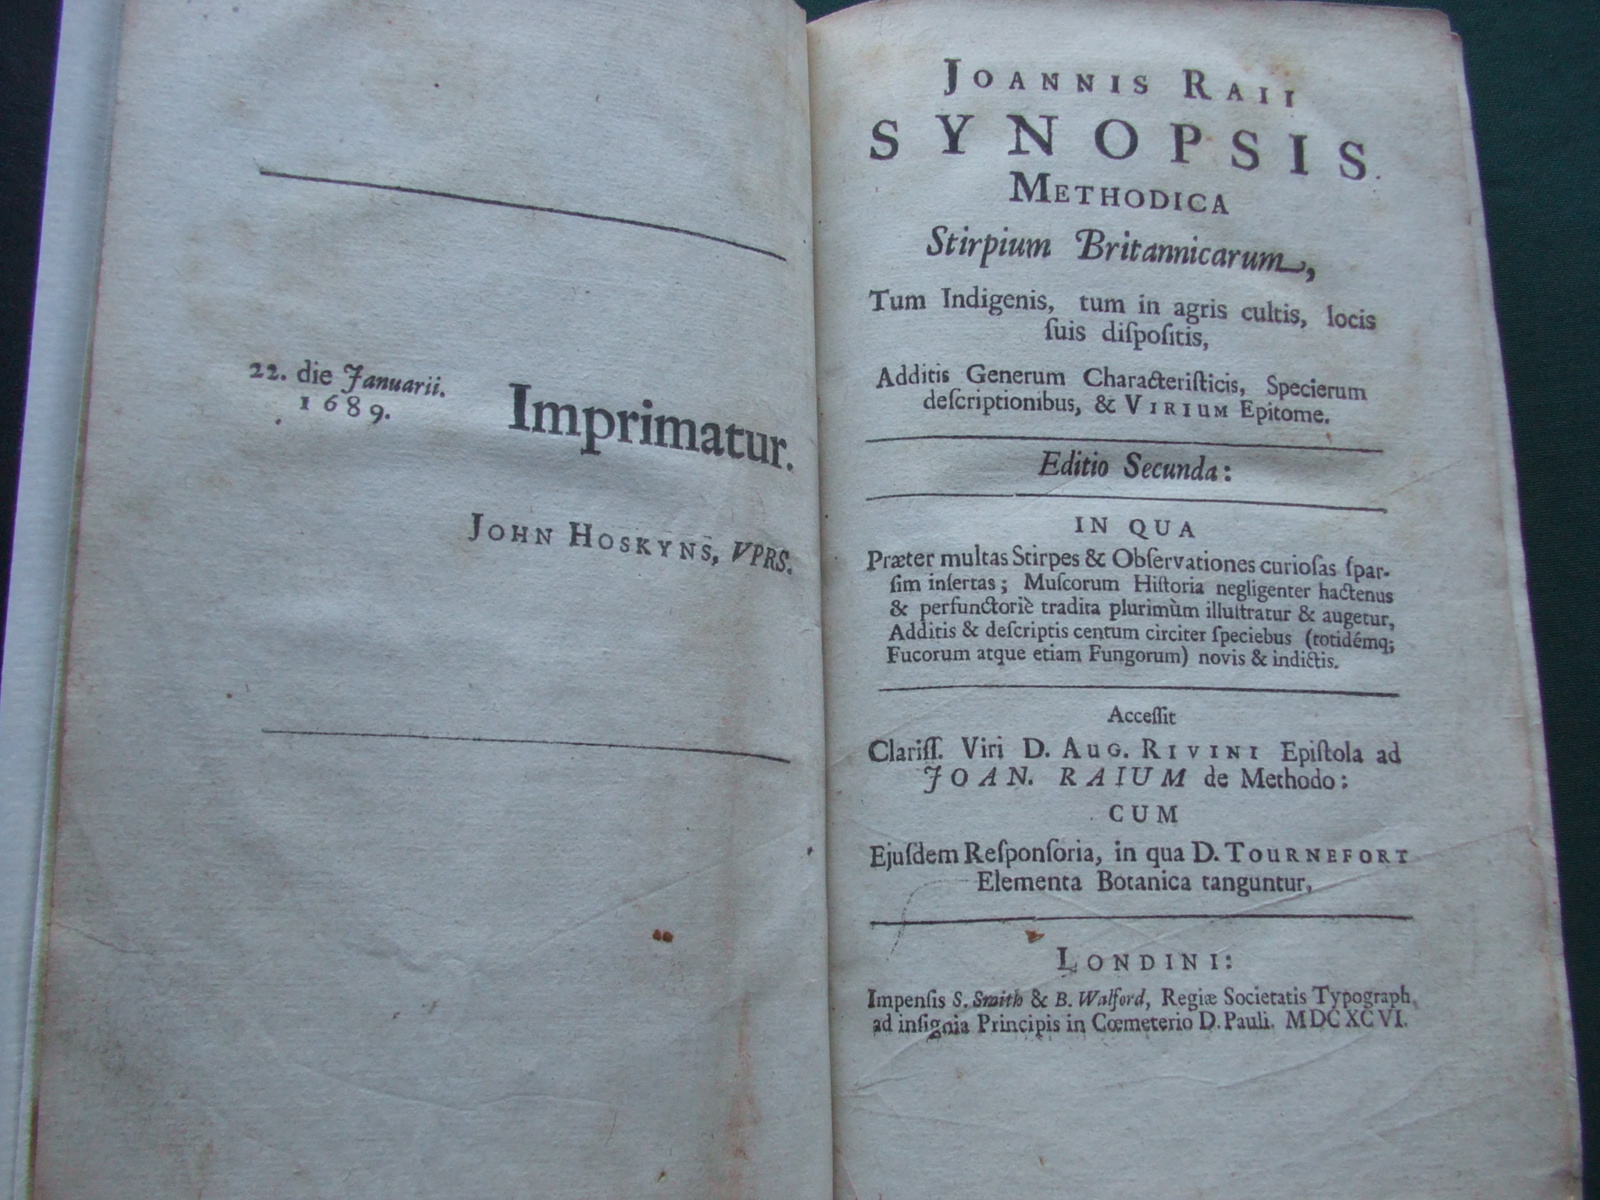 22. die Januarii.
1689.
Imprimatur.
JOHN HOSKYNS, VPRS.
JOANNIS RAII
SYNOPSIS
METHODICA
Stirpium Britannicarum,
Tum Indigenis, tum in agris cultis, locis
ſuis diſpoſitis,
Additis Generum Characteriſticis, Specierum
deſcriptionibus, & VIRIUM Epitome.
Editio Secunda:
IN QUA
Præter multas Stirpes & Obſervationes curioſas ſpar-
ſim inſertas; Muſcorum Hiſtoria negligenter hactenus
& perfunctoriè tradita plurimùm illuſtratur & augetur,
Additis & deſcriptis centum circiter ſpeciebus (totidémq;
Fucorum atque etiam Fungorum) novis & indictis.
Acceſſit
Clariſſ. Viri D. AUG. RIVINI Epiſtola ad
JOAN. RAIUM de Methodo:
CUM
Ejuſdem Reſponſoria, in qua D. TOURNEFORT
Elementa Botanica tanguntur,
LONDINI:
Impenſis S. Smith & B. Walford, Regiæ Societatis Typograph.
ad inſignia Principis in Cœmeterio D. Pauli. MDCXCVI.